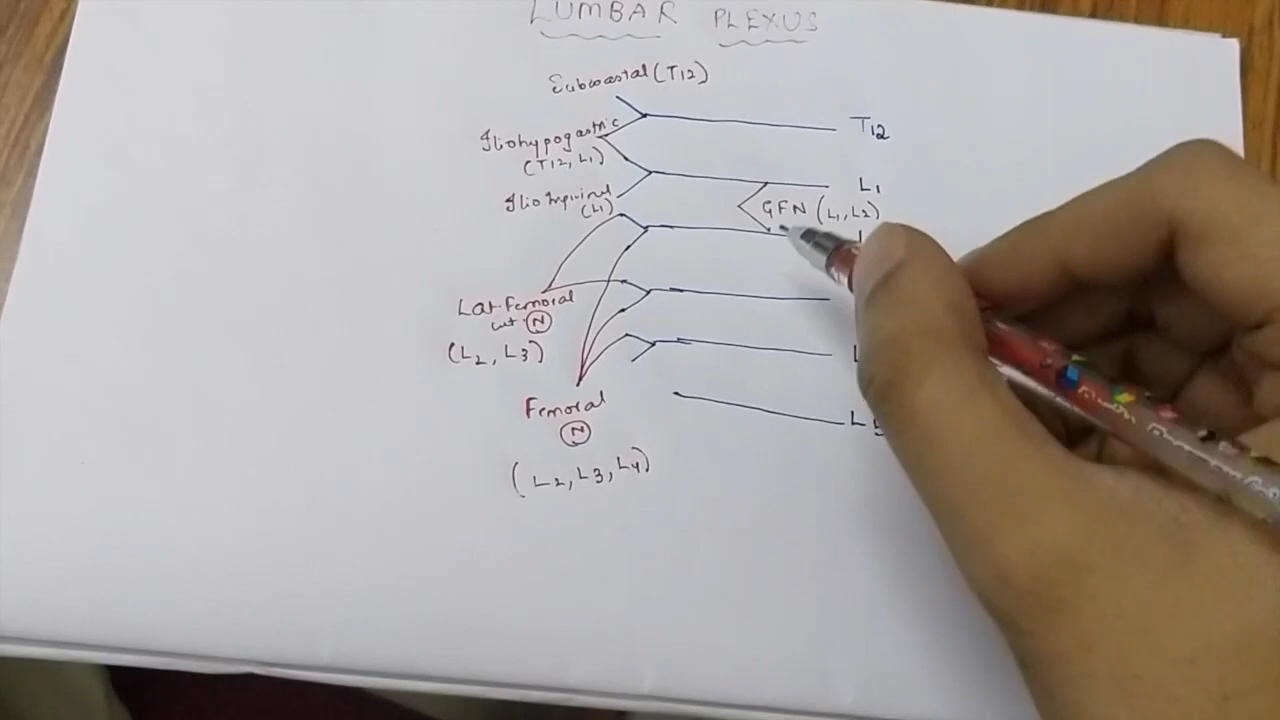 LUMBAR PLEXUS
Subcostal (T12)
Iliohypogastric
(T12, L1)
T12
L1
(L1)
GFN (L1, L2)
L
Lat. Femoral
cut. N
(L2, L3)
L
L5
Femoral
N
(L2, L3, L4)